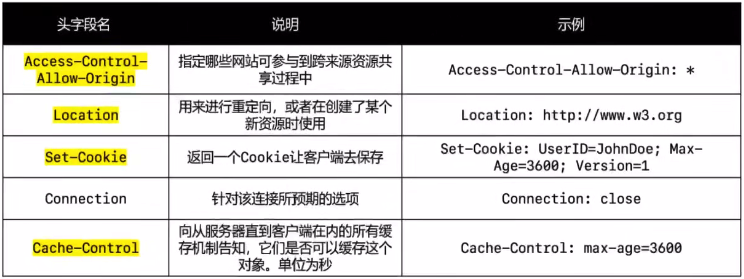 头字段名 说明 示例
Access-Control-
Allow-Origin
指定哪些网站可参与到跨来源资源共
享过程中
Access-Control-Allow-Origin: *
Location
用来进行重定向，或者在创建了某个
新资源时使用
Location: http://www.w3.org
Set-Cookie
返回一个Cookie让客户端去保存
Set-Cookie: UserID=JohnDoe; Max-
Age=3600; Version=1
Connection
针对该连接所预期的选项
Connection: close
Cache-Control
向从服务器直到客户端在内的所有缓
存机制告知，它们是否可以缓存这个
对象。单位为秒
Cache-Control: max-age=3600